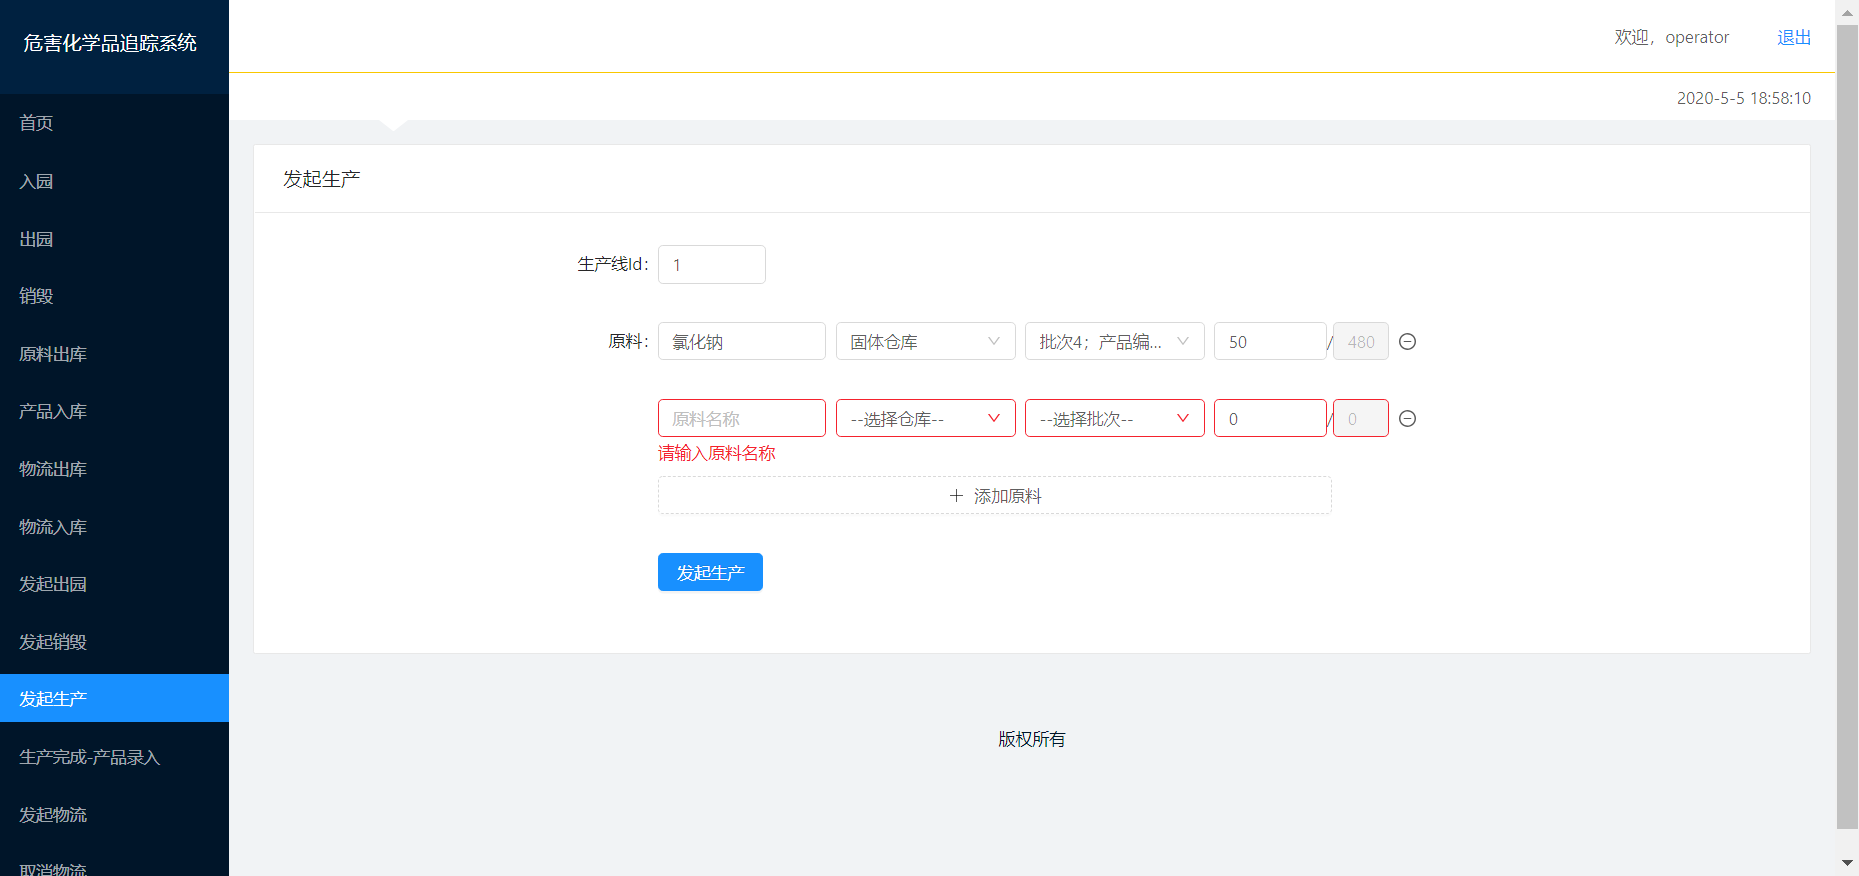 危害化学品追踪系统
欢迎，operator 退出
2020-5-5 18:58:10
首页
入园
出园
销毁
原料出库
产品入库
物流出库
物流入库
发起出园
发起销毁
发起生产
生产完成-产品录入
发起物流
取消物流
发起生产
生产线Id： 1
原料： 氯化钠 固体仓库 批次4；产品编... 50 / 480
原料名称 --选择仓库-- --选择批次-- 0 / 0
请输入原料名称
+ 添加原料
发起生产
版权所有